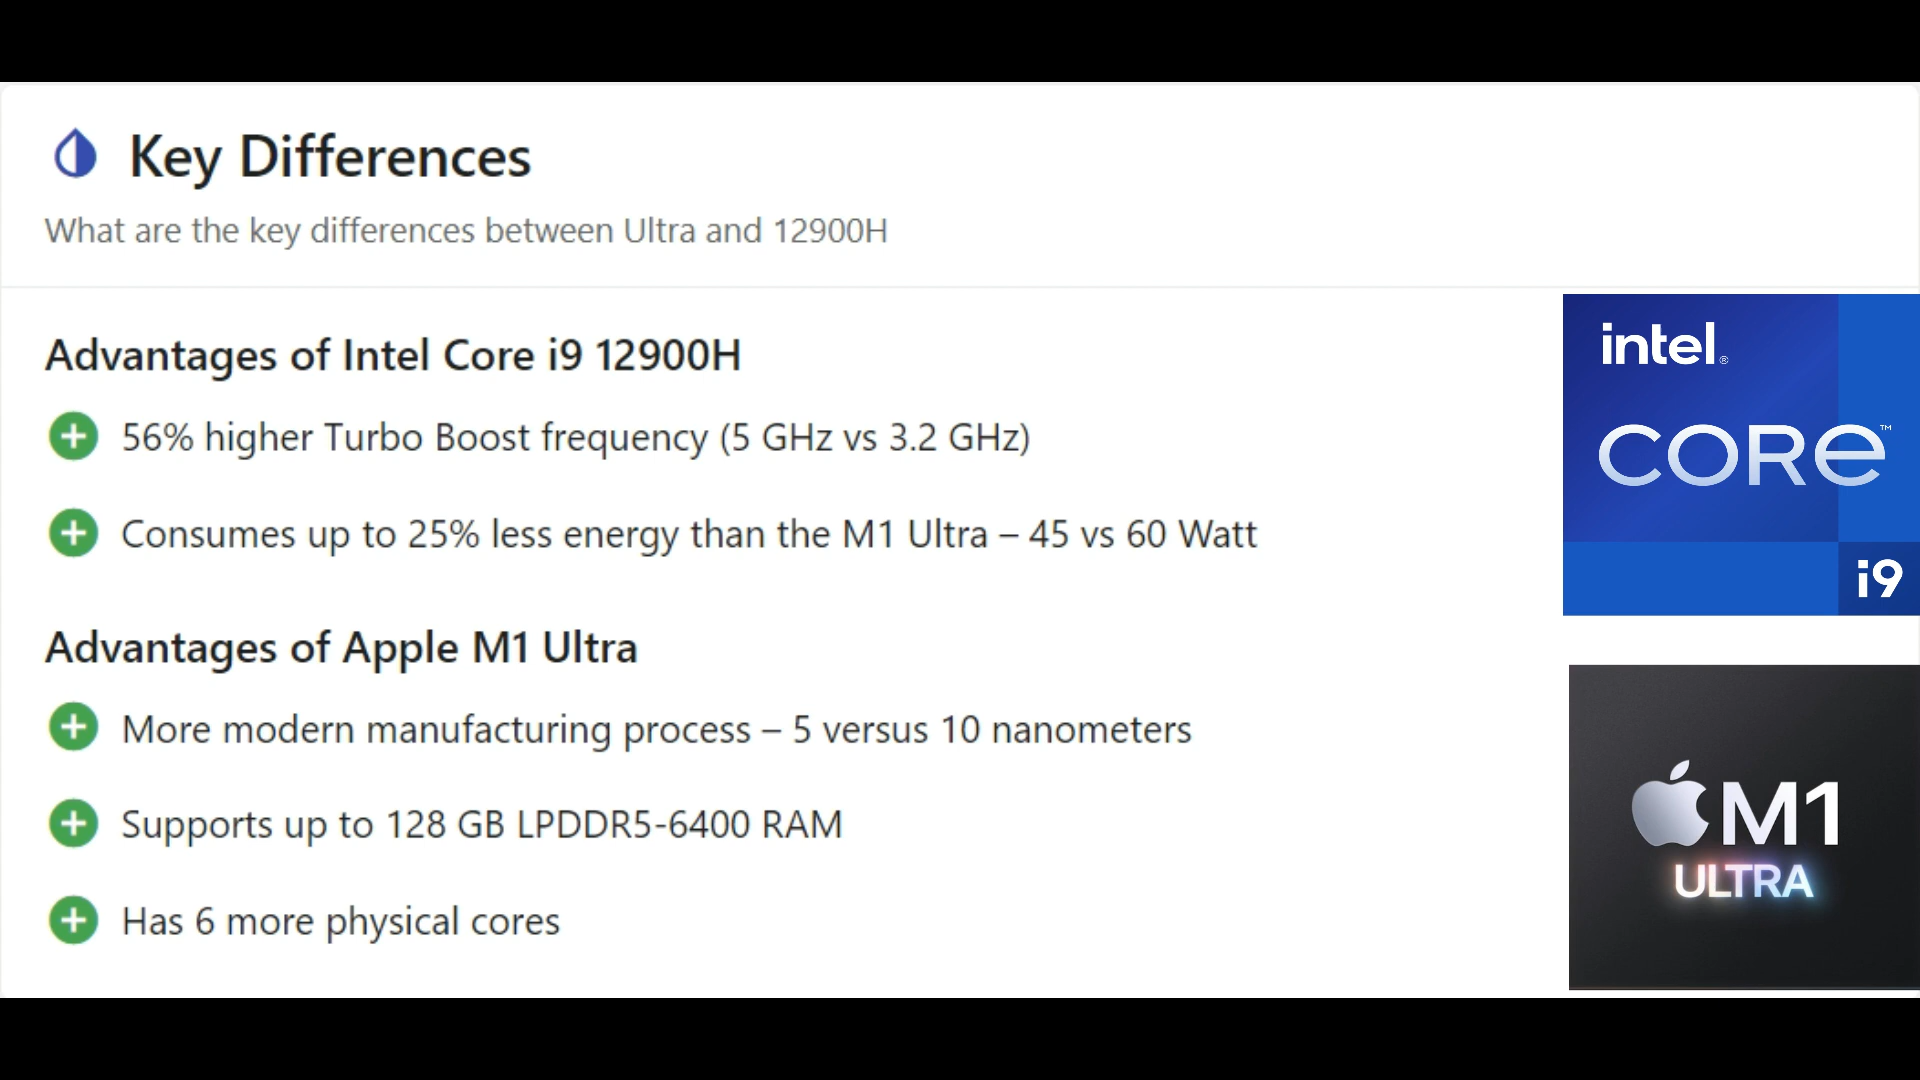 Key Differences
What are the key differences between Ultra and 12900H
Advantages of Intel Core i9 12900H
56% higher Turbo Boost frequency (5 GHz vs 3.2 GHz)
Consumes up to 25% less energy than the M1 Ultra – 45 vs 60 Watt
Advantages of Apple M1 Ultra
More modern manufacturing process – 5 versus 10 nanometers
Supports up to 128 GB LPDDR5-6400 RAM
Has 6 more physical cores
intel®
CORe™
i9
M1
ULTRA